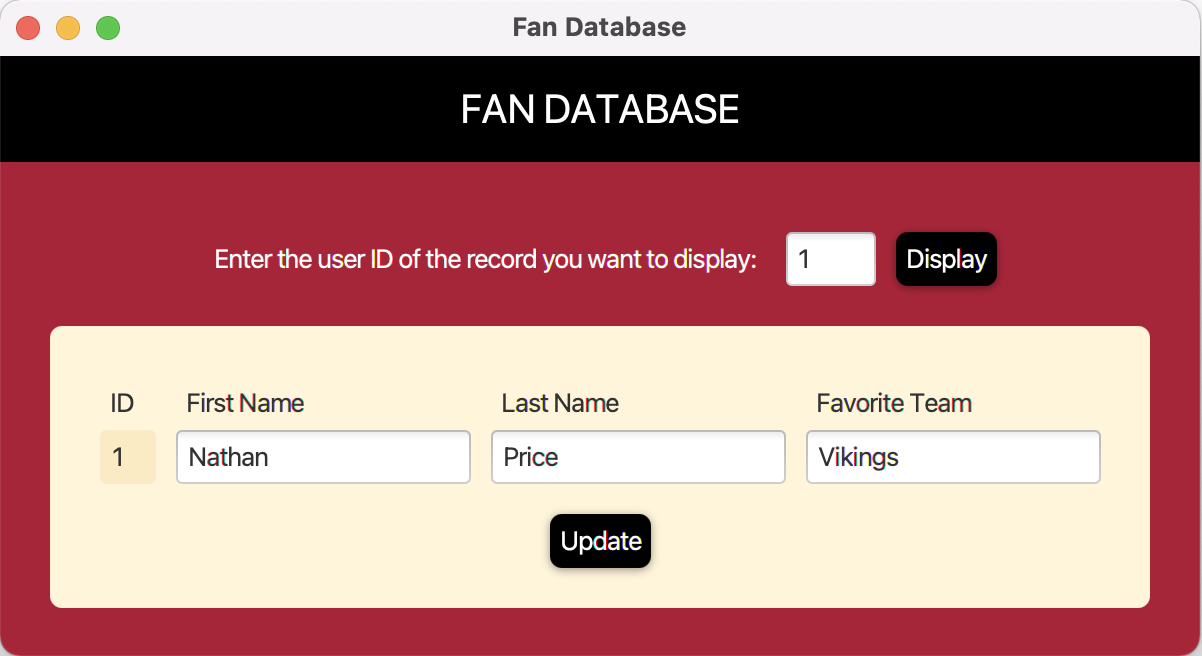 Fan Database
FAN DATABASE
Enter the user ID of the record you want to display: 1 Display
ID First Name Last Name Favorite Team
1 Nathan Price Vikings
Update